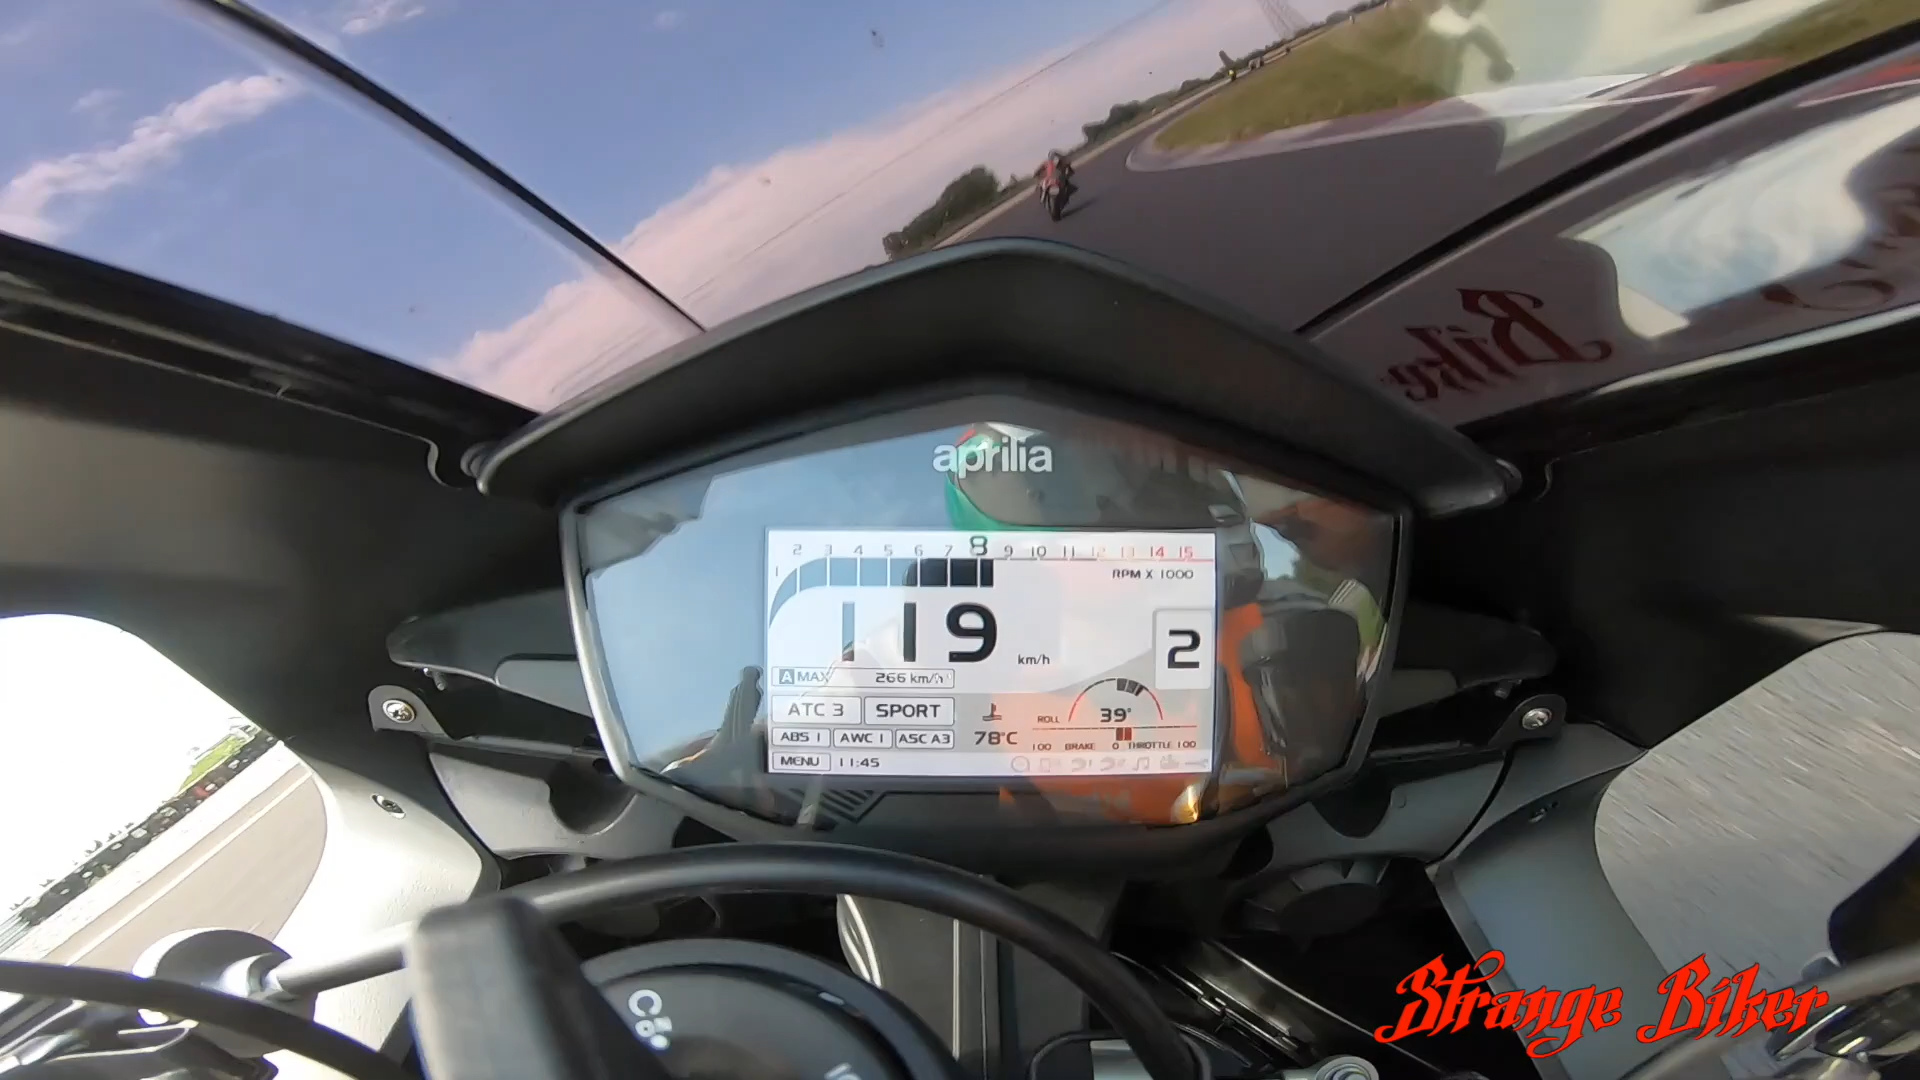 aprilia
1 2 3 4 5 6 7 8 9 10 11 12 13 14 15
RPM X 1000
119 km/h
2
A MAX 266 km/h
ATC 3 SPORT
ROLL 39°
ABS 1 AWC 1 ASC A3 78°C
100 BRAKE 0 THROTTLE 100
MENU 11:45
Bike
Strange Biker